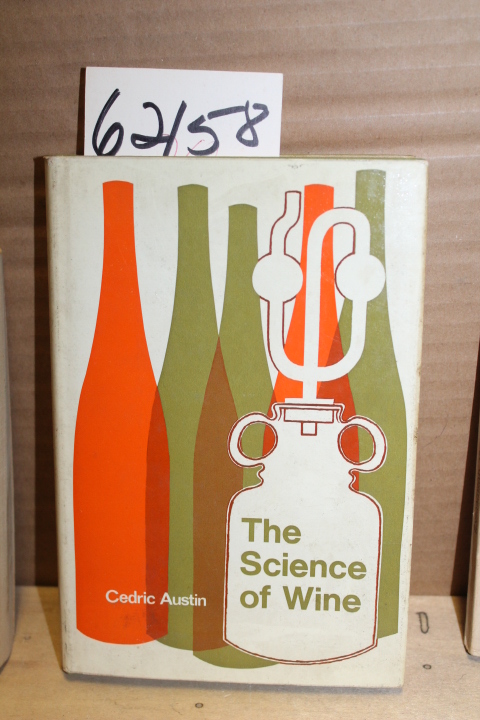 62158
The
Science
of Wine
Cedric Austin